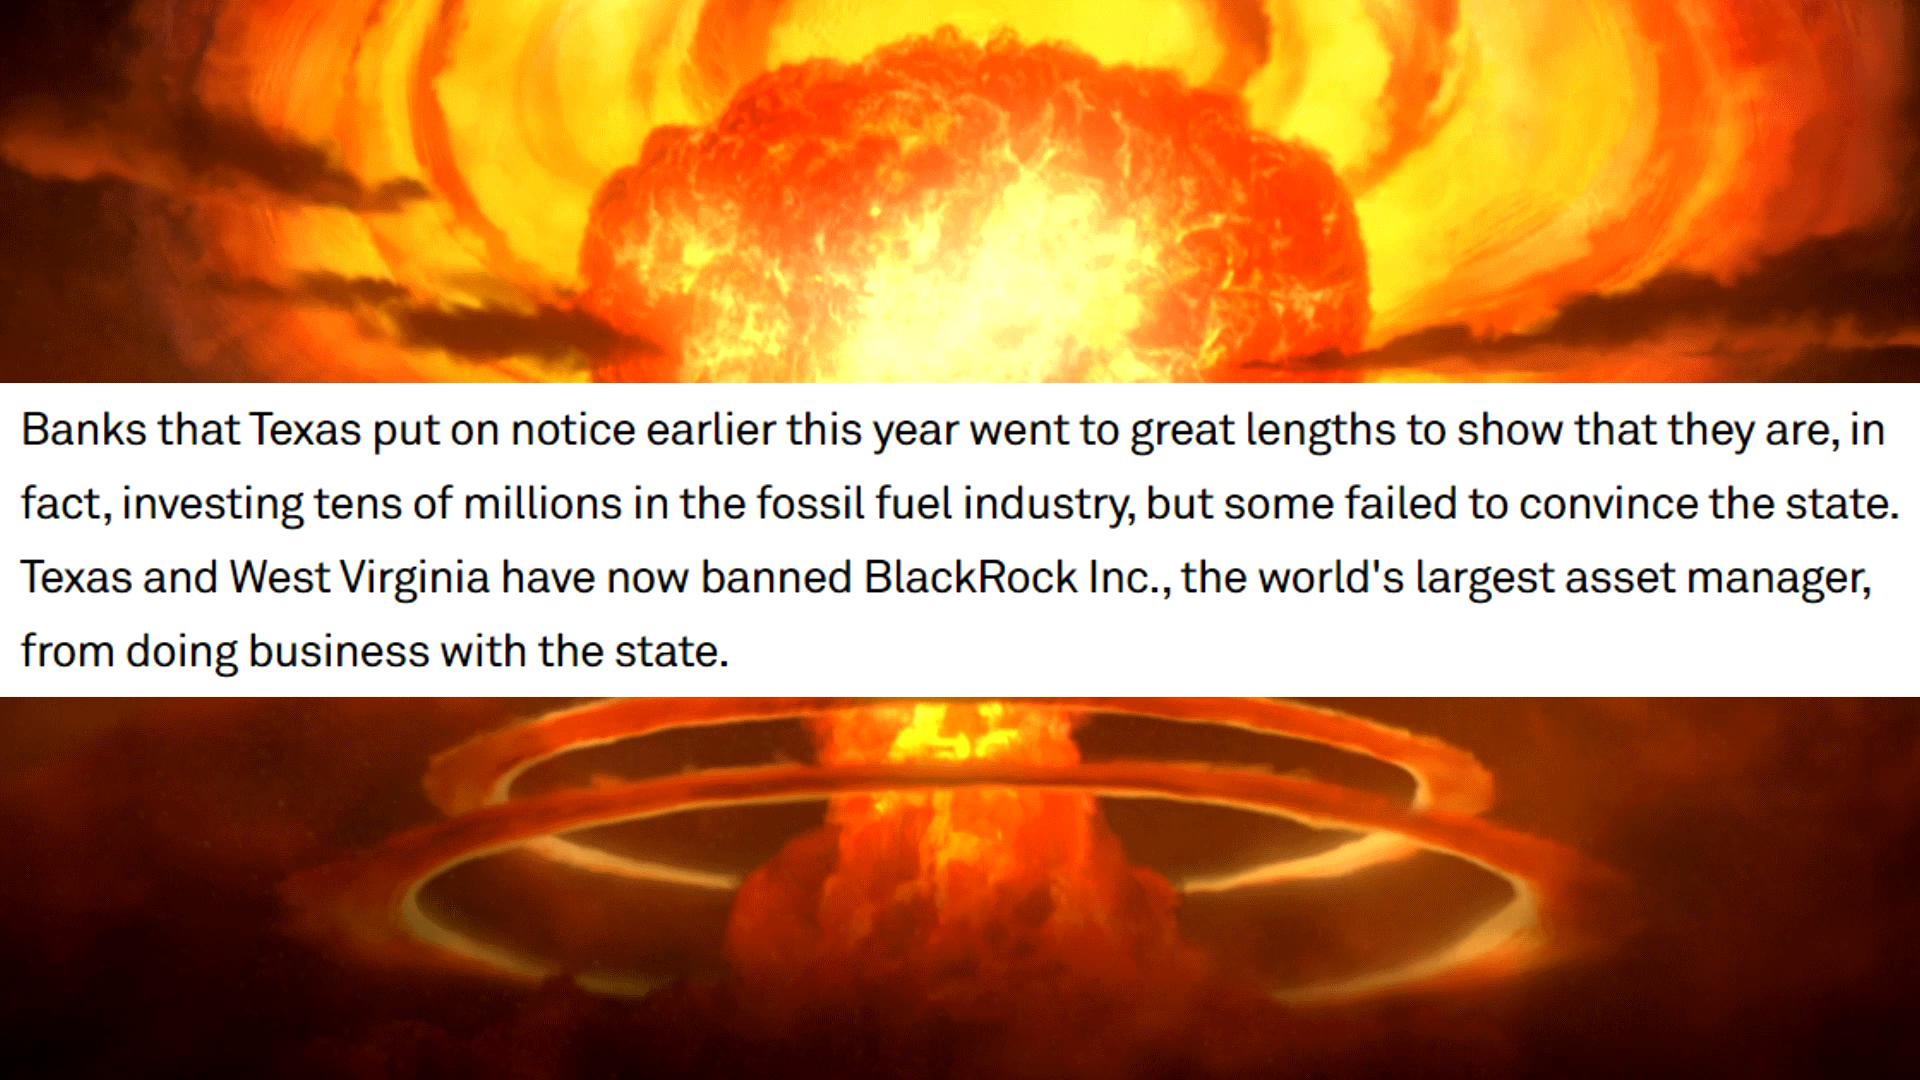 Banks that Texas put on notice earlier this year went to great lengths to show that they are, in
fact, investing tens of millions in the fossil fuel industry, but some failed to convince the state.
Texas and West Virginia have now banned BlackRock Inc., the world's largest asset manager,
from doing business with the state.